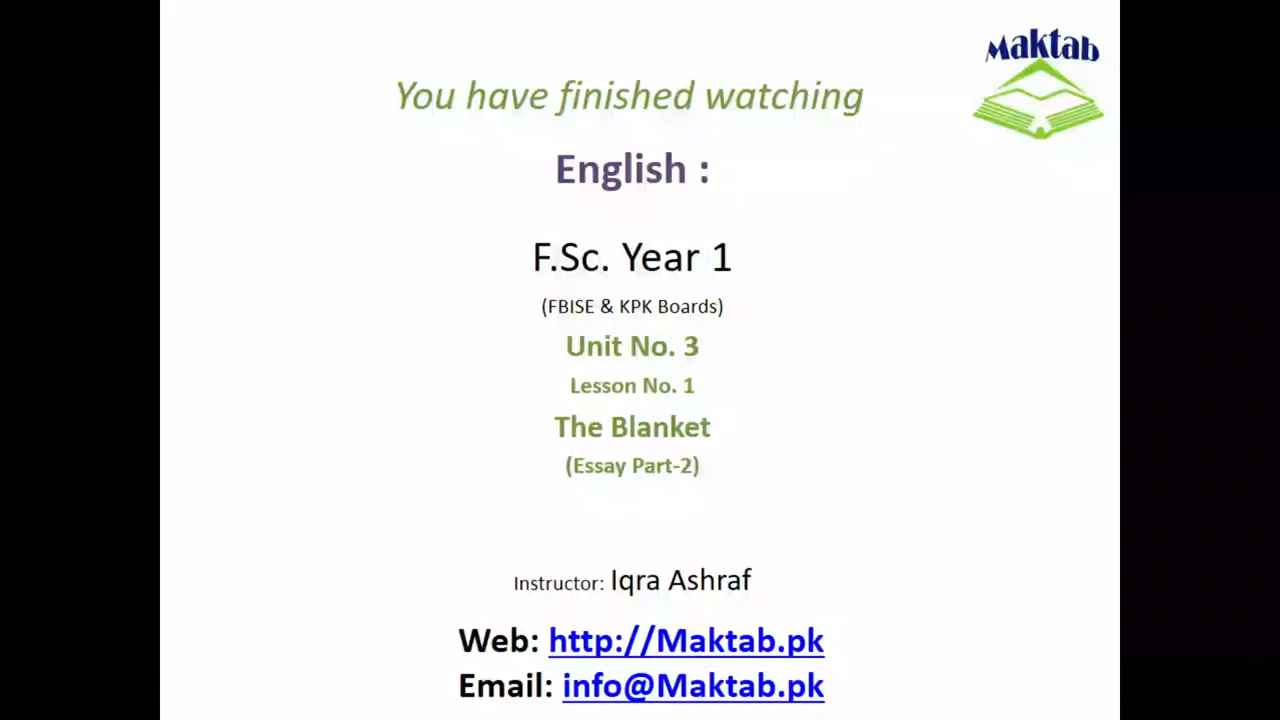 Maktab
You have finished watching
English :
F.Sc. Year 1
(FBISE & KPK Boards)
Unit No. 3
Lesson No. 1
The Blanket
(Essay Part-2)
Instructor: Iqra Ashraf
Web: http://Maktab.pk
Email: info@Maktab.pk